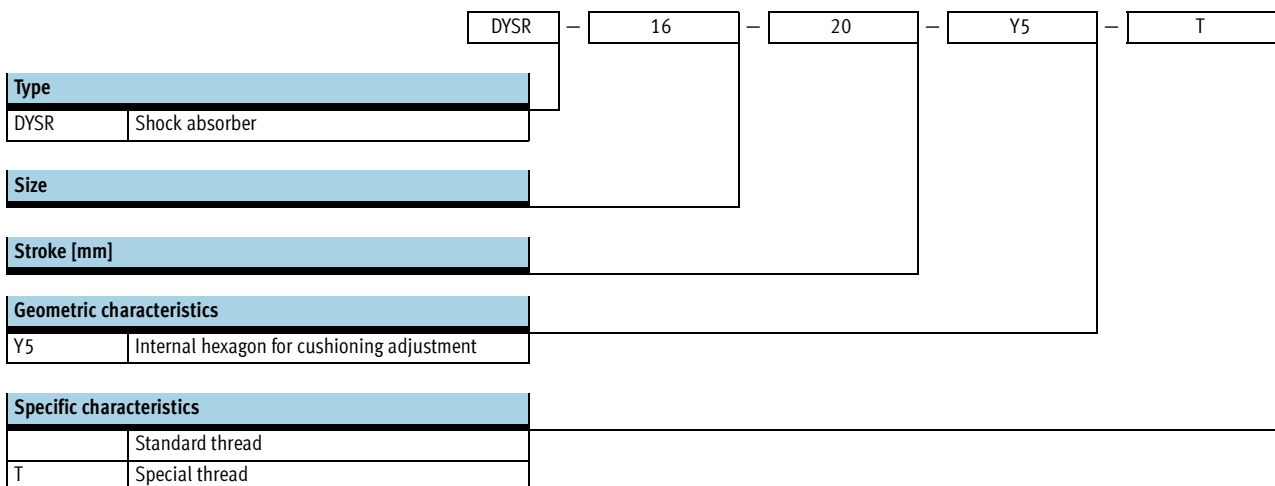 DYSR – 16 – 20 – Y5 – T
Type
DYSR Shock absorber
Size
Stroke [mm]
Geometric characteristics
Y5 Internal hexagon for cushioning adjustment
Specific characteristics
Standard thread
T Special thread